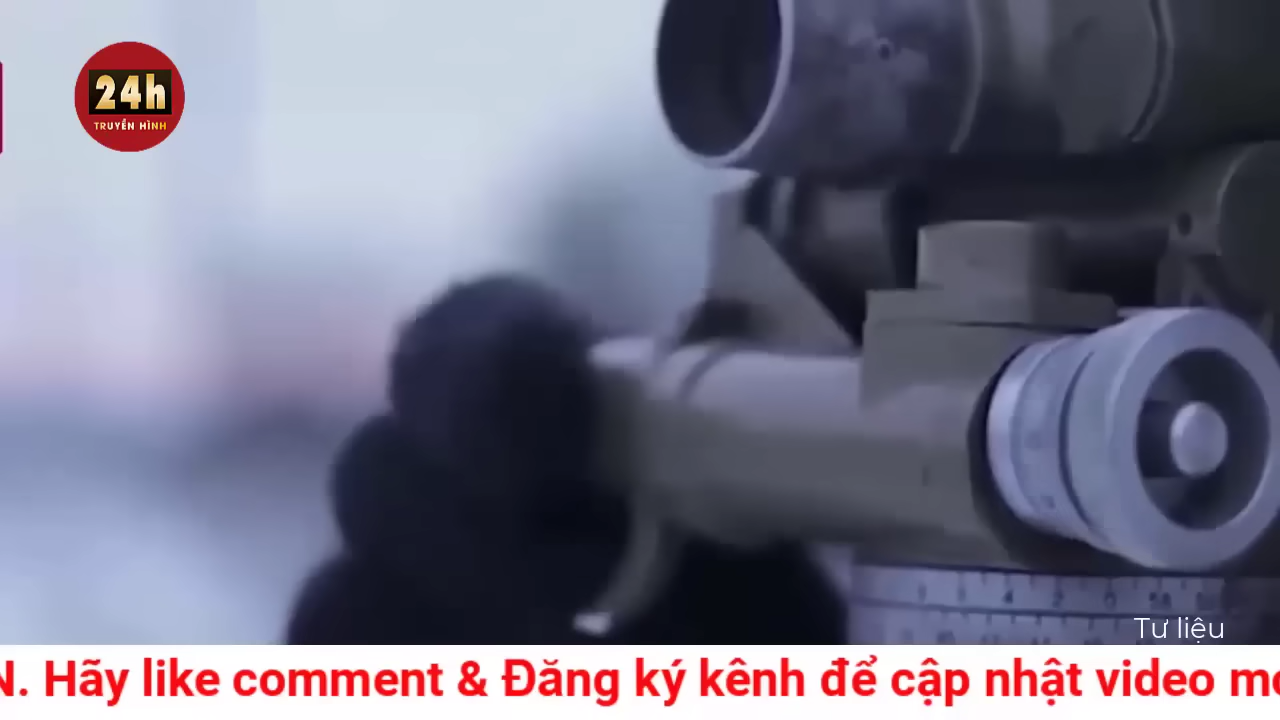 24h
TRUYỀN HÌNH
Tư liệu
N. Hãy like comment & Đăng ký kênh để cập nhật video